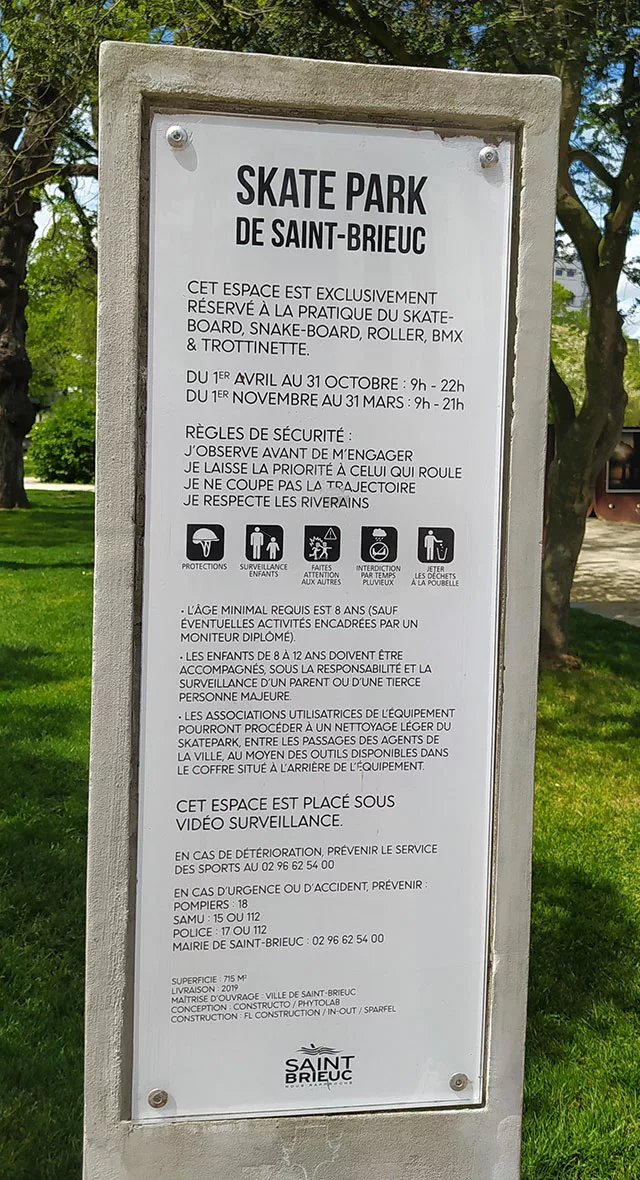 SKATE PARK
DE SAINT-BRIEUC
CET ESPACE EST EXCLUSIVEMENT
RÉSERVÉ À LA PRATIQUE DU SKATE-
BOARD, SNAKE-BOARD, ROLLER, BMX
& TROTTINETTE.
DU 1ER AVRIL AU 31 OCTOBRE : 9h - 22h
DU 1ER NOVEMBRE AU 31 MARS : 9h - 21h
RÈGLES DE SÉCURITÉ :
J'OBSERVE AVANT DE M'ENGAGER
JE LAISSE LA PRIORITÉ À CELUI QUI ROULE
JE NE COUPE PAS LA TRAJECTOIRE
JE RESPECTE LES RIVERAINS
PROTECTIONS
SURVEILLANCE
ENFANTS
FAITES
ATTENTION
AUX AUTRES
INTERDICTION
PAR TEMPS
PLUVIEUX
JETER
LES DÉCHETS
À LA POUBELLE
• L'ÂGE MINIMAL REQUIS EST 8 ANS (SAUF
ÉVENTUELLES ACTIVITÉS ENCADRÉES PAR UN
MONITEUR DIPLÔMÉ).
• LES ENFANTS DE 8 À 12 ANS DOIVENT ÊTRE
ACCOMPAGNÉS, SOUS LA RESPONSABILITÉ ET LA
SURVEILLANCE D'UN PARENT OU D'UNE TIERCE
PERSONNE MAJEURE.
• LES ASSOCIATIONS UTILISATRICES DE L'ÉQUIPEMENT
POURRONT PROCÉDER À UN NETTOYAGE LÉGER DU
SKATEPARK, ENTRE LES PASSAGES DES AGENTS DE
LA VILLE, AU MOYEN DES OUTILS DISPONIBLES DANS
LE COFFRE SITUÉ À L'ARRIÈRE DE L'ÉQUIPEMENT.
CET ESPACE EST PLACÉ SOUS
VIDÉO SURVEILLANCE.
EN CAS DE DÉTÉRIORATION, PRÉVENIR LE SERVICE
DES SPORTS AU 02 96 62 54 00
EN CAS D'URGENCE OU D'ACCIDENT, PRÉVENIR :
POMPIERS : 18
SAMU : 15 OU 112
POLICE : 17 OU 112
MAIRIE DE SAINT-BRIEUC : 02 96 62 54 00
SUPERFICIE : 715 M²
LIVRAISON : 2019
MAÎTRISE D'OUVRAGE : VILLE DE SAINT-BRIEUC
CONCEPTION : CONSTRUCTO / PHYTOLAB
CONSTRUCTION : FL CONSTRUCTION / IN-OUT / SPARFEL
SAINT
BRIEUC
NOUS RAPPROCHE